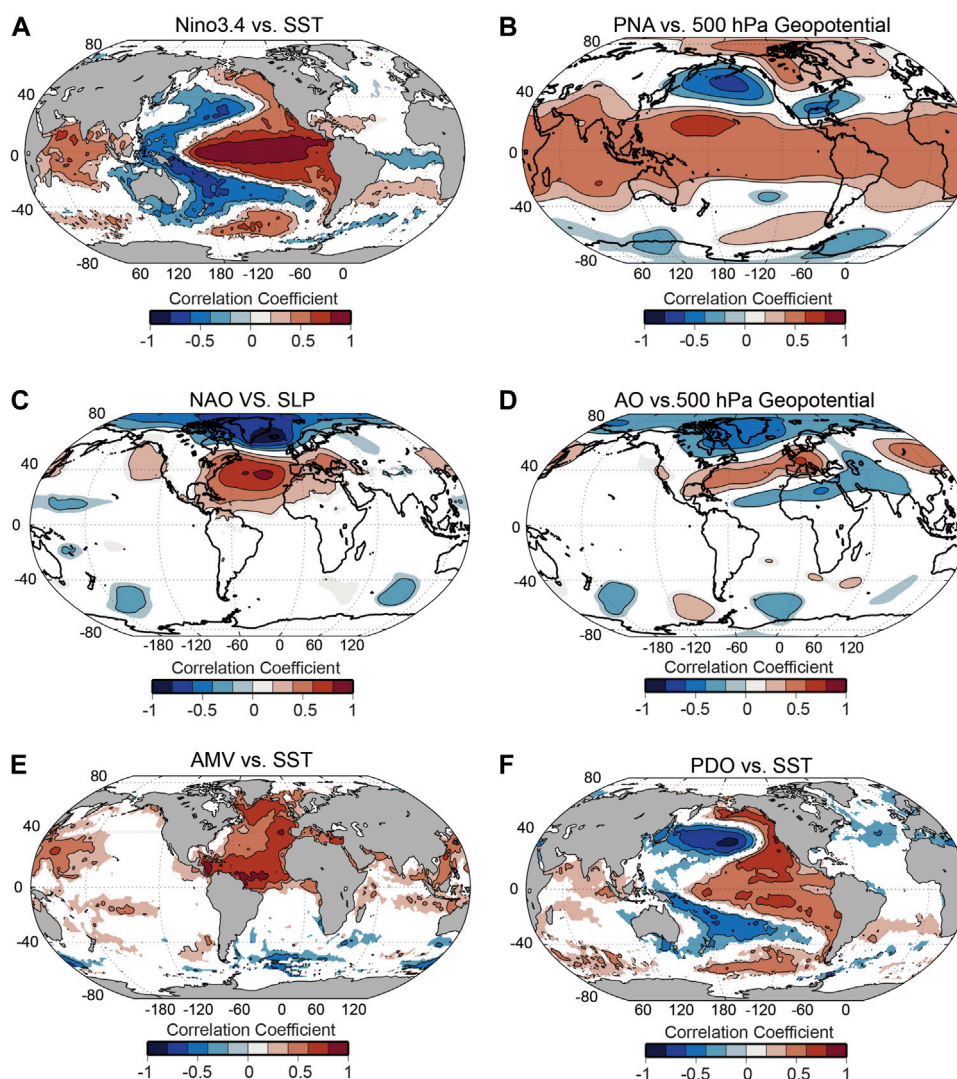 A
Nino3.4 vs. SST
80
40
0
-40
-80
60 120 180 -120 -60 0
Correlation Coefficient
-1 -0.5 0 0.5 1
B
PNA vs. 500 hPa Geopotential
80
40
0
-40
-80
60 120 180 -120 -60 0
Correlation Coefficient
-1 -0.5 0 0.5 1
C
NAO VS. SLP
80
40
0
-40
-80
-180 -120 -60 0 60 120
Correlation Coefficient
-1 -0.5 0 0.5 1
D
AO vs.500 hPa Geopotential
80
40
0
-40
-80
-180 -120 -60 0 60 120
Correlation Coefficient
-1 -0.5 0 0.5 1
E
AMV vs. SST
80
40
0
-40
-80
-180 -120 -60 0 60 120
Correlation Coefficient
-1 -0.5 0 0.5 1
F
PDO vs. SST
80
40
0
-40
-80
60 120 180 -120 -60 0
Correlation Coefficient
-1 -0.5 0 0.5 1